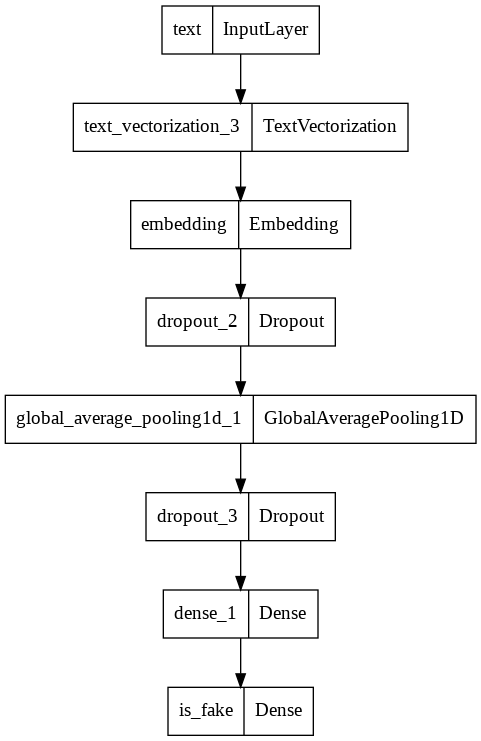 text InputLayer
text_vectorization_3 TextVectorization
embedding Embedding
dropout_2 Dropout
global_average_pooling1d_1 GlobalAveragePooling1D
dropout_3 Dropout
dense_1 Dense
is_fake Dense